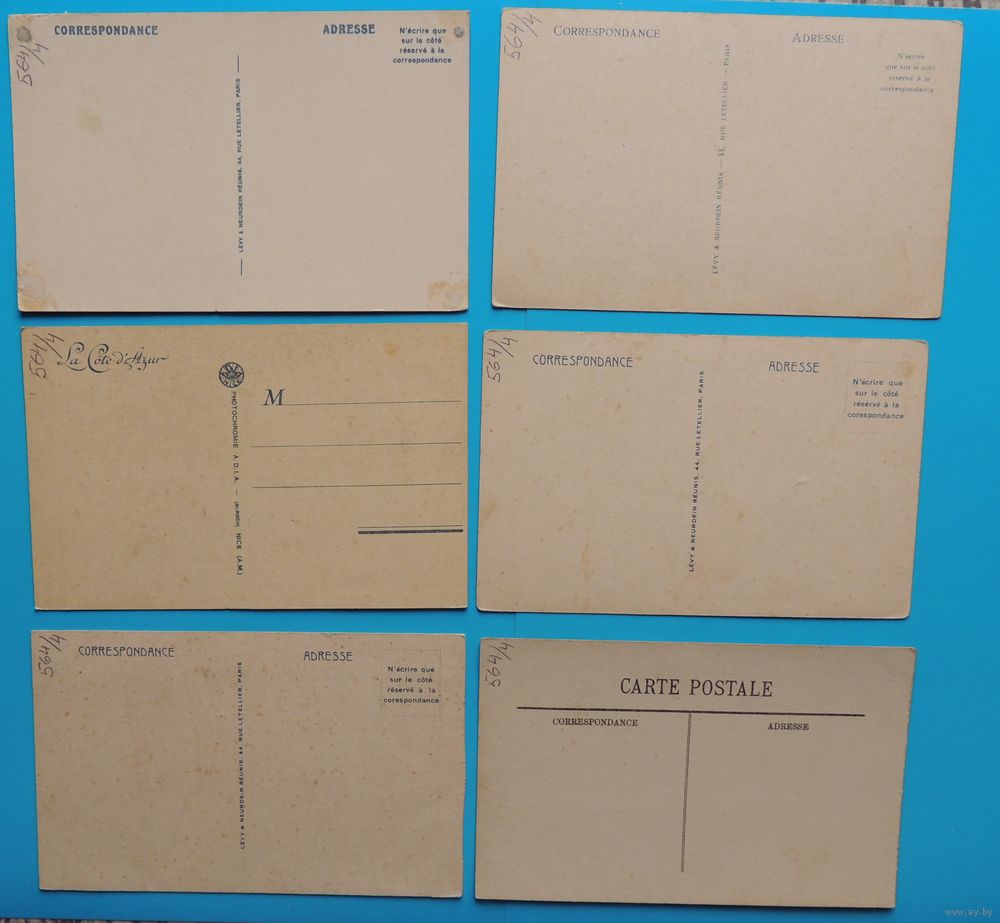 564/4
CORRESPONDANCE
ADRESSE
N'écrire que
sur le côté
réservé à la
correspondance
LÉVY & NEURDEIN RÉUNIS, 44, RUE LETELLIER, PARIS
564/4
CORRESPONDANCE
ADRESSE
N'écrire
que sur le côté
réservé à la
correspondance
LÉVY & NEURDEIN RÉUNIS — 44, RUE LETELLIER — PARIS
564/4
La Côte d'Azur
M
PHOTOCHROMIE A.D.I.A. — NICE (A.M.)
564/4
CORRESPONDANCE
ADRESSE
N'écrire que
sur le côté
résérvé à la
corespondance
LÉVY & NEURDEIN RÉUNIS, 44, RUE LETELLIER, PARIS
564/4
CORRESPONDANCE
ADRESSE
N'écrire que
sur le côté
réservé à la
corespondance
LÉVY & NEURDEIN RÉUNIS, 44, RUE LETELLIER, PARIS
564/4
CARTE POSTALE
CORRESPONDANCE
ADRESSE
www.ay.by